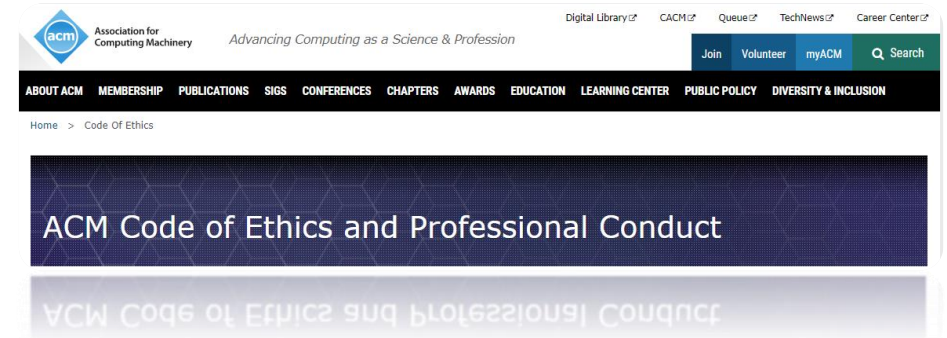 Digital Library CACM Queue TechNews Career Center
acm Association for
Computing Machinery
Advancing Computing as a Science & Profession
Join Volunteer myACM Search
ABOUT ACM MEMBERSHIP PUBLICATIONS SIGS CONFERENCES CHAPTERS AWARDS EDUCATION LEARNING CENTER PUBLIC POLICY DIVERSITY & INCLUSION
Home > Code Of Ethics
ACM Code of Ethics and Professional Conduct